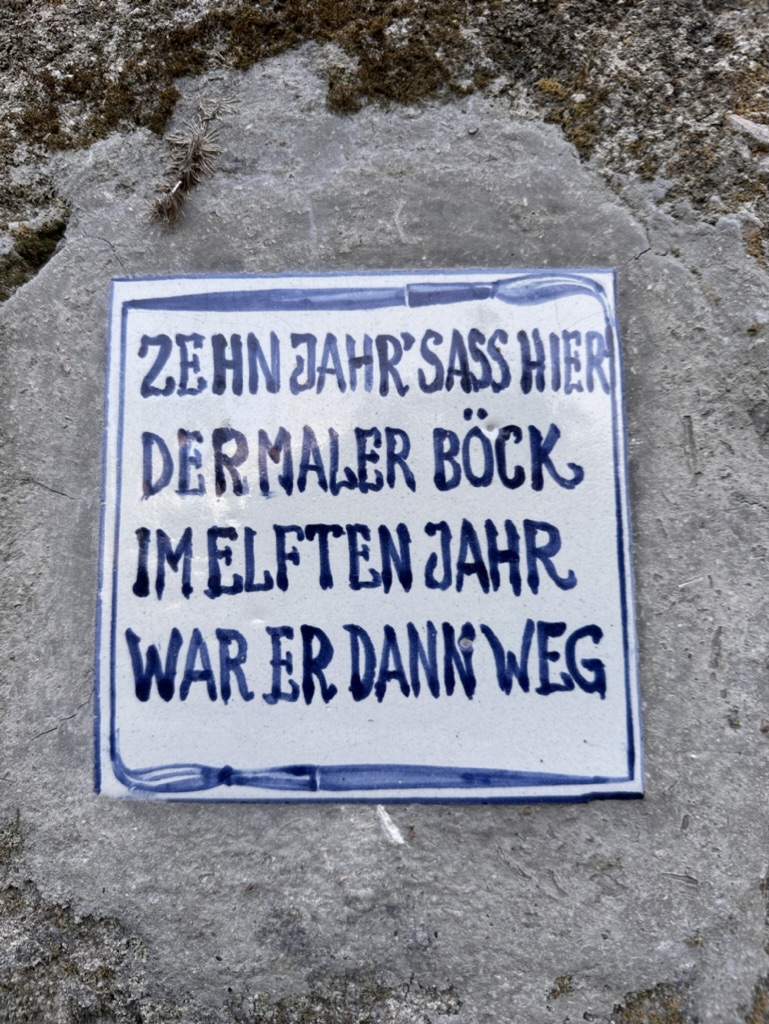 ZEHN JAHR' SASS HIER
DER MALER BÖCK
IM ELFTEN JAHR
WAR ER DANN WEG